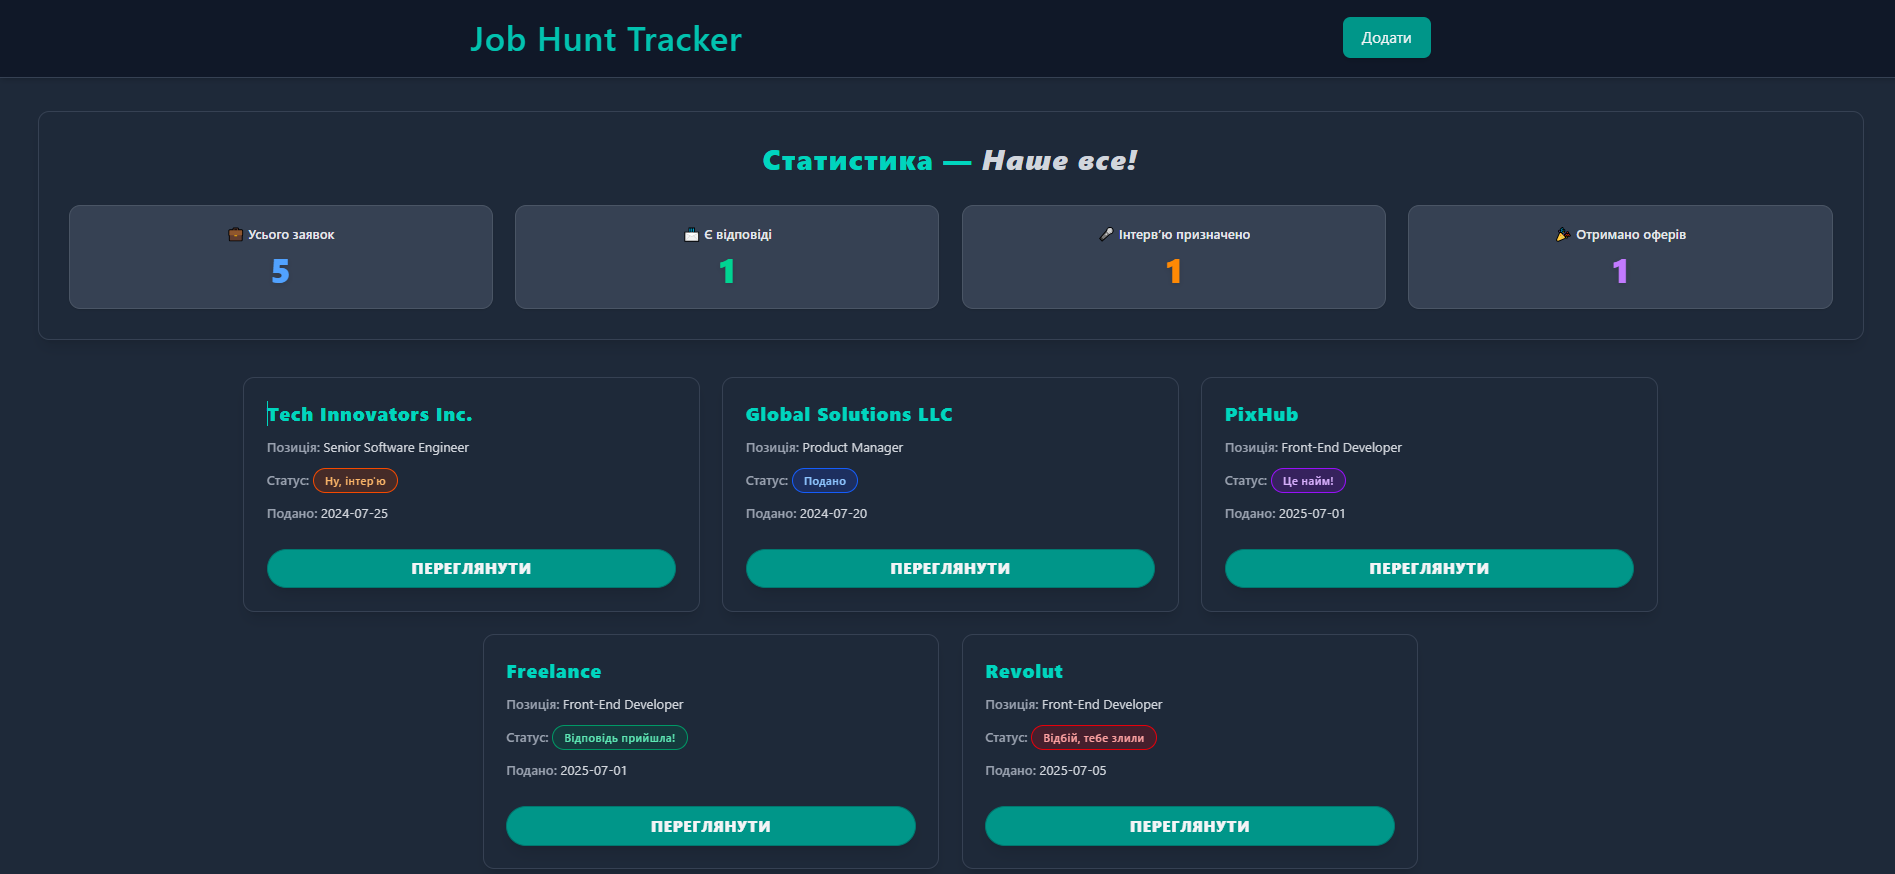 Job Hunt Tracker
Додати
Статистика — Наше все!
Усього заявок
5
Є відповіді
1
Інтерв’ю призначено
1
Отримано оферів
1
Tech Innovators Inc.
Позиція: Senior Software Engineer
Статус: Ну, інтер'ю
Подано: 2024-07-25
ПЕРЕГЛЯНУТИ
Global Solutions LLC
Позиція: Product Manager
Статус: Подано
Подано: 2024-07-20
ПЕРЕГЛЯНУТИ
PixHub
Позиція: Front-End Developer
Статус: Це найм!
Подано: 2025-07-01
ПЕРЕГЛЯНУТИ
Freelance
Позиція: Front-End Developer
Статус: Відповідь прийшла!
Подано: 2025-07-01
ПЕРЕГЛЯНУТИ
Revolut
Позиція: Front-End Developer
Статус: Відбій, тебе злили
Подано: 2025-07-05
ПЕРЕГЛЯНУТИ